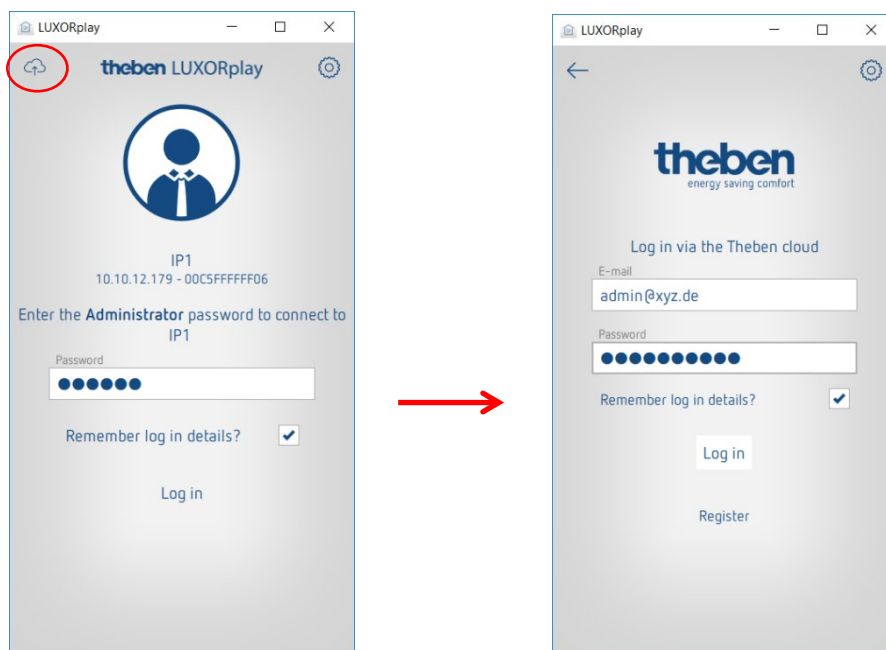 LUXORplay
theben LUXORplay
IP1
10.10.12.179 - 00C5FFFFFF06
Enter the Administrator password to connect to
IP1
Password
Remember log in details?
Log in
LUXORplay
theben
energy saving comfort
Log in via the Theben cloud
E-mail
admin@xyz.de
Password
Remember log in details?
Log in
Register